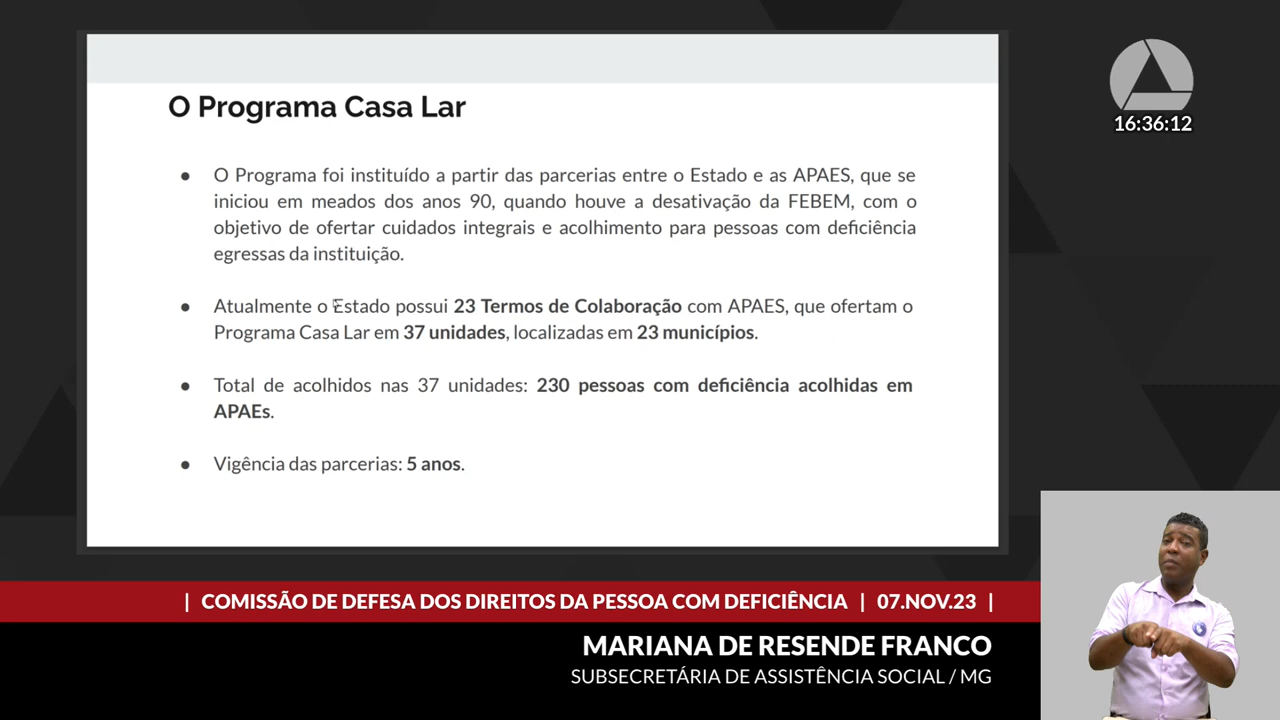 O Programa Casa Lar
16:36:12
● O Programa foi instituído a partir das parcerias entre o Estado e as APAES, que se
iniciou em meados dos anos 90, quando houve a desativação da FEBEM, com o
objetivo de ofertar cuidados integrais e acolhimento para pessoas com deficiência
egressas da instituição.
● Atualmente o Estado possui 23 Termos de Colaboração com APAES, que ofertam o
Programa Casa Lar em 37 unidades, localizadas em 23 municípios.
● Total de acolhidos nas 37 unidades: 230 pessoas com deficiência acolhidas em
APAEs.
● Vigência das parcerias: 5 anos.
| COMISSÃO DE DEFESA DOS DIREITOS DA PESSOA COM DEFICIÊNCIA | 07.NOV.23 |
MARIANA DE RESENDE FRANCO
SUBSECRETÁRIA DE ASSISTÊNCIA SOCIAL / MG